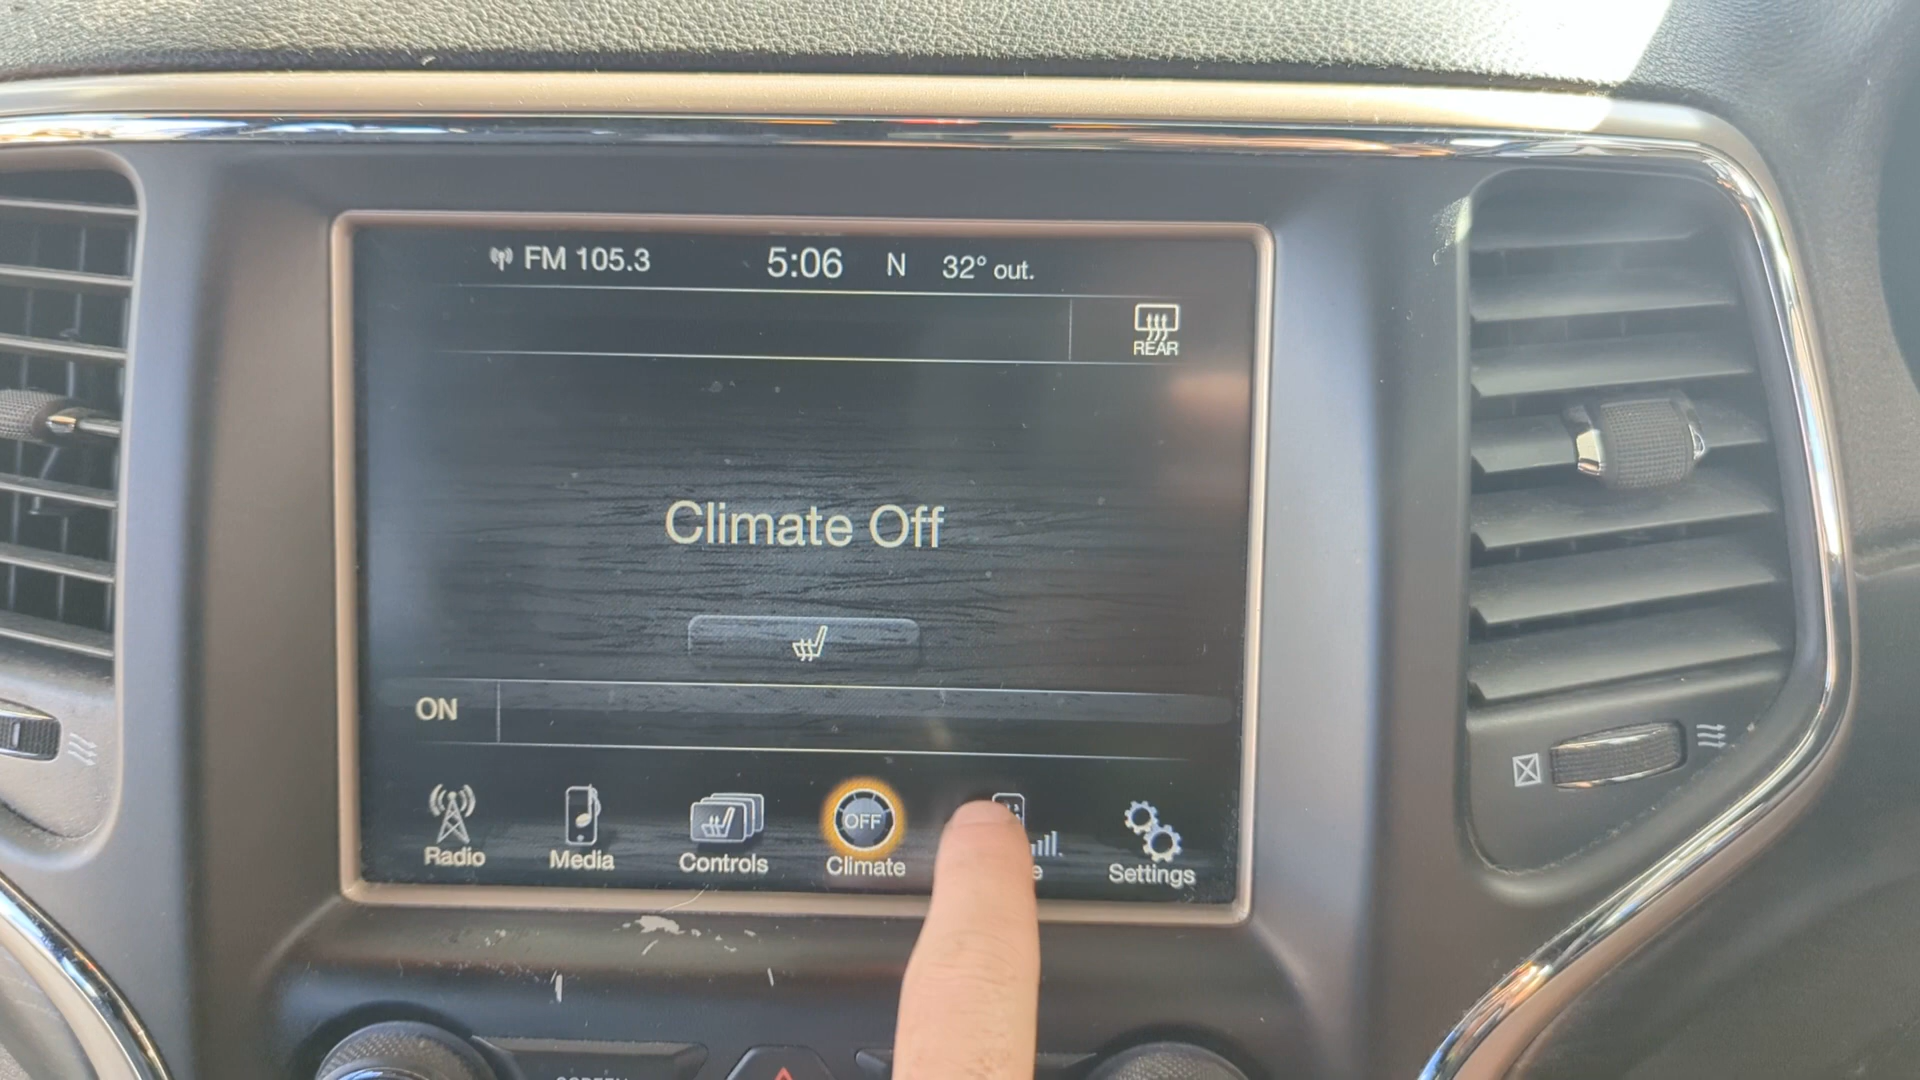 FM 105.3 5:06 N 32° out.
REAR
Climate Off
ON
OFF
Radio Media Controls Climate e Settings